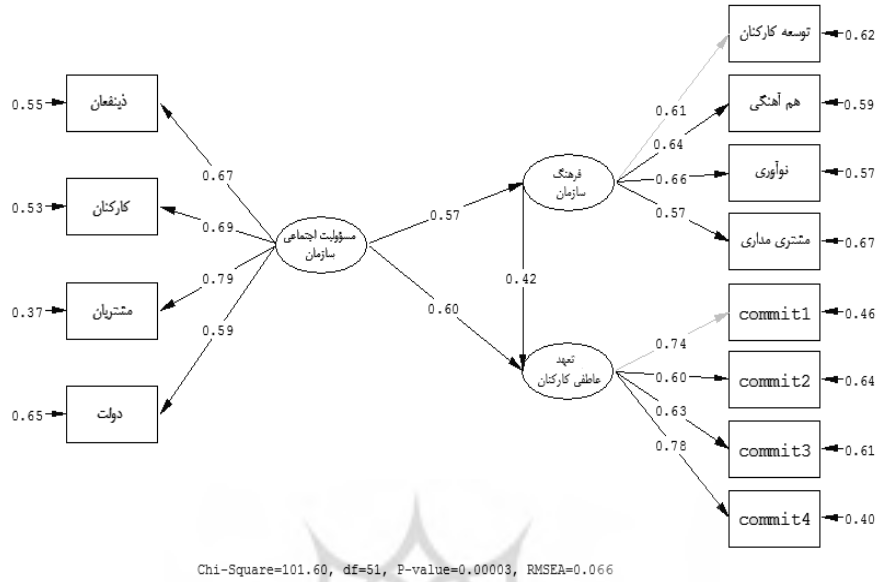 توسعه کارکنان
0.62
ذینفعان
0.55
هم آهنگی
0.59
0.61
0.64
0.67
فرهنگ
سازمان
0.66
نوآوری
0.57
کارکنان
0.53
0.69
0.57
0.57
مسؤولیت اجتماعی
سازمان
مشتری مداری
0.67
0.79
0.42
مشتریان
0.37
0.60
commit1
0.46
0.59
0.74
تعهد
عاطفی کارکنان
0.60
commit2
0.64
دولت
0.65
0.63
commit3
0.61
0.78
commit4
0.40
Chi-Square=101.60, df=51, P-value=0.00003, RMSEA=0.066